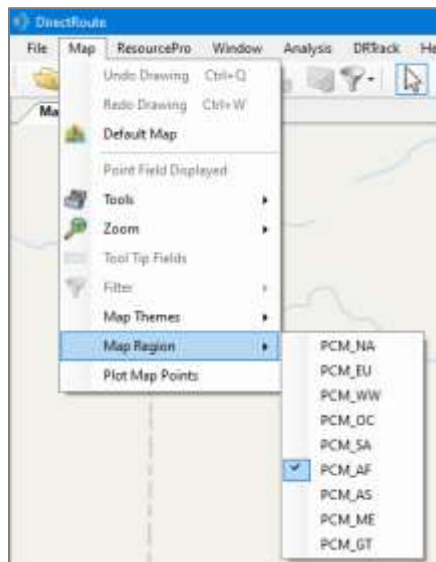 DirectRoute
File Map ResourcePro Window Analysis DRTrack He
Undo Drawing Ctrl+Q
Redo Drawing Ctrl+W
Ma
Default Map
Point Field Displayed
Tools
Zoom
Tool Tip Fields
Filter
Map Themes
Map Region
Plot Map Points
PCM_NA
PCM_EU
PCM_WW
PCM_OC
PCM_SA
PCM_AF
PCM_AS
PCM_ME
PCM_GT